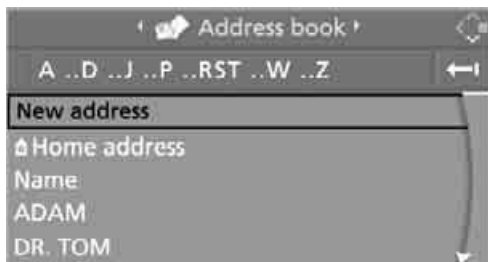 Address book
A ..D ..J ..P ..RST ..W ..Z
New address
Home address
Name
ADAM
DR. TOM